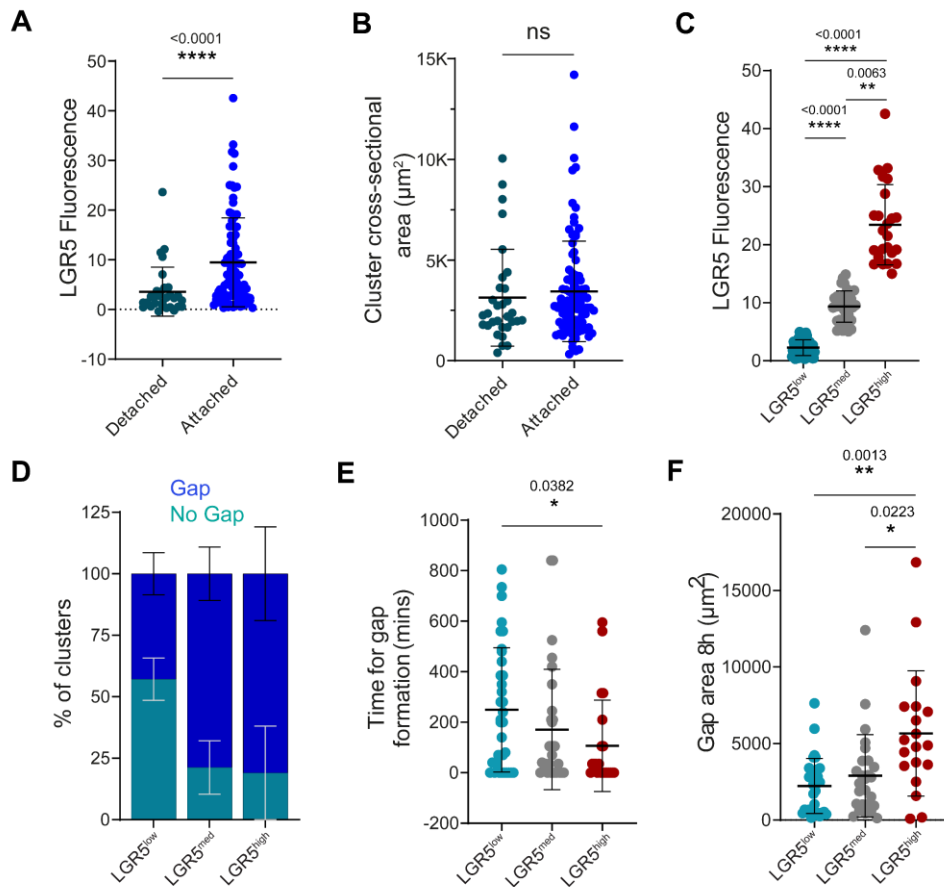 A
<0.0001
****
LGR5 Fluorescence
50
40
30
20
10
0
-10
Detached
Attached
B
ns
Cluster cross-sectional
area (µm²)
15K
10K
5K
0
Detached
Attached
C
<0.0001
****
0.0063
**
<0.0001
****
LGR5 Fluorescence
50
40
30
20
10
0
LGR5low
LGR5med
LGR5high
D
Gap
No Gap
% of clusters
125
100
75
50
25
0
LGR5low
LGR5med
LGR5high
E
0.0382
*
Time for gap
formation (mins)
1000
800
600
400
200
0
-200
LGR5low
LGR5med
LGR5high
F
0.0013
**
0.0223
*
Gap area 8h (µm²)
20000
15000
10000
5000
0
LGR5low
LGR5med
LGR5high